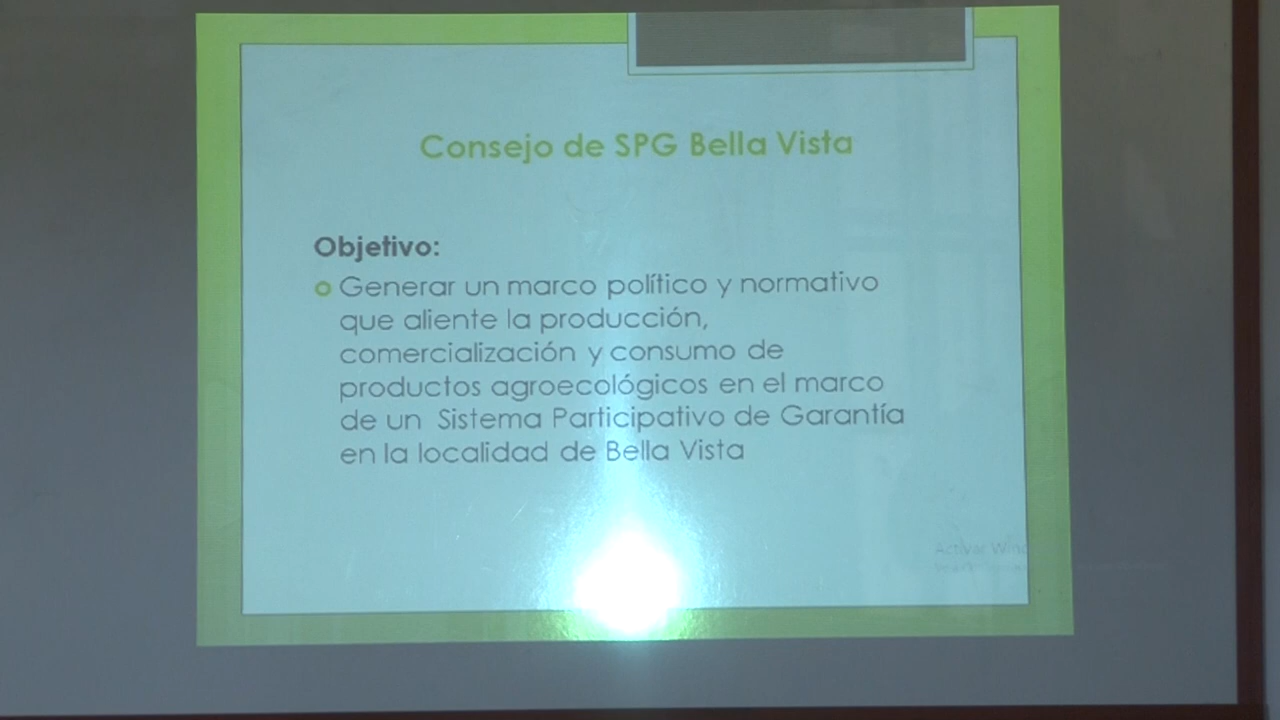 Consejo de SPG Bella Vista
Objetivo:
Generar un marco político y normativo
que aliente la producción,
comercialización y consumo de
productos agroecológicos en el marco
de un Sistema Participativo de Garantía
en la localidad de Bella Vista
Activar